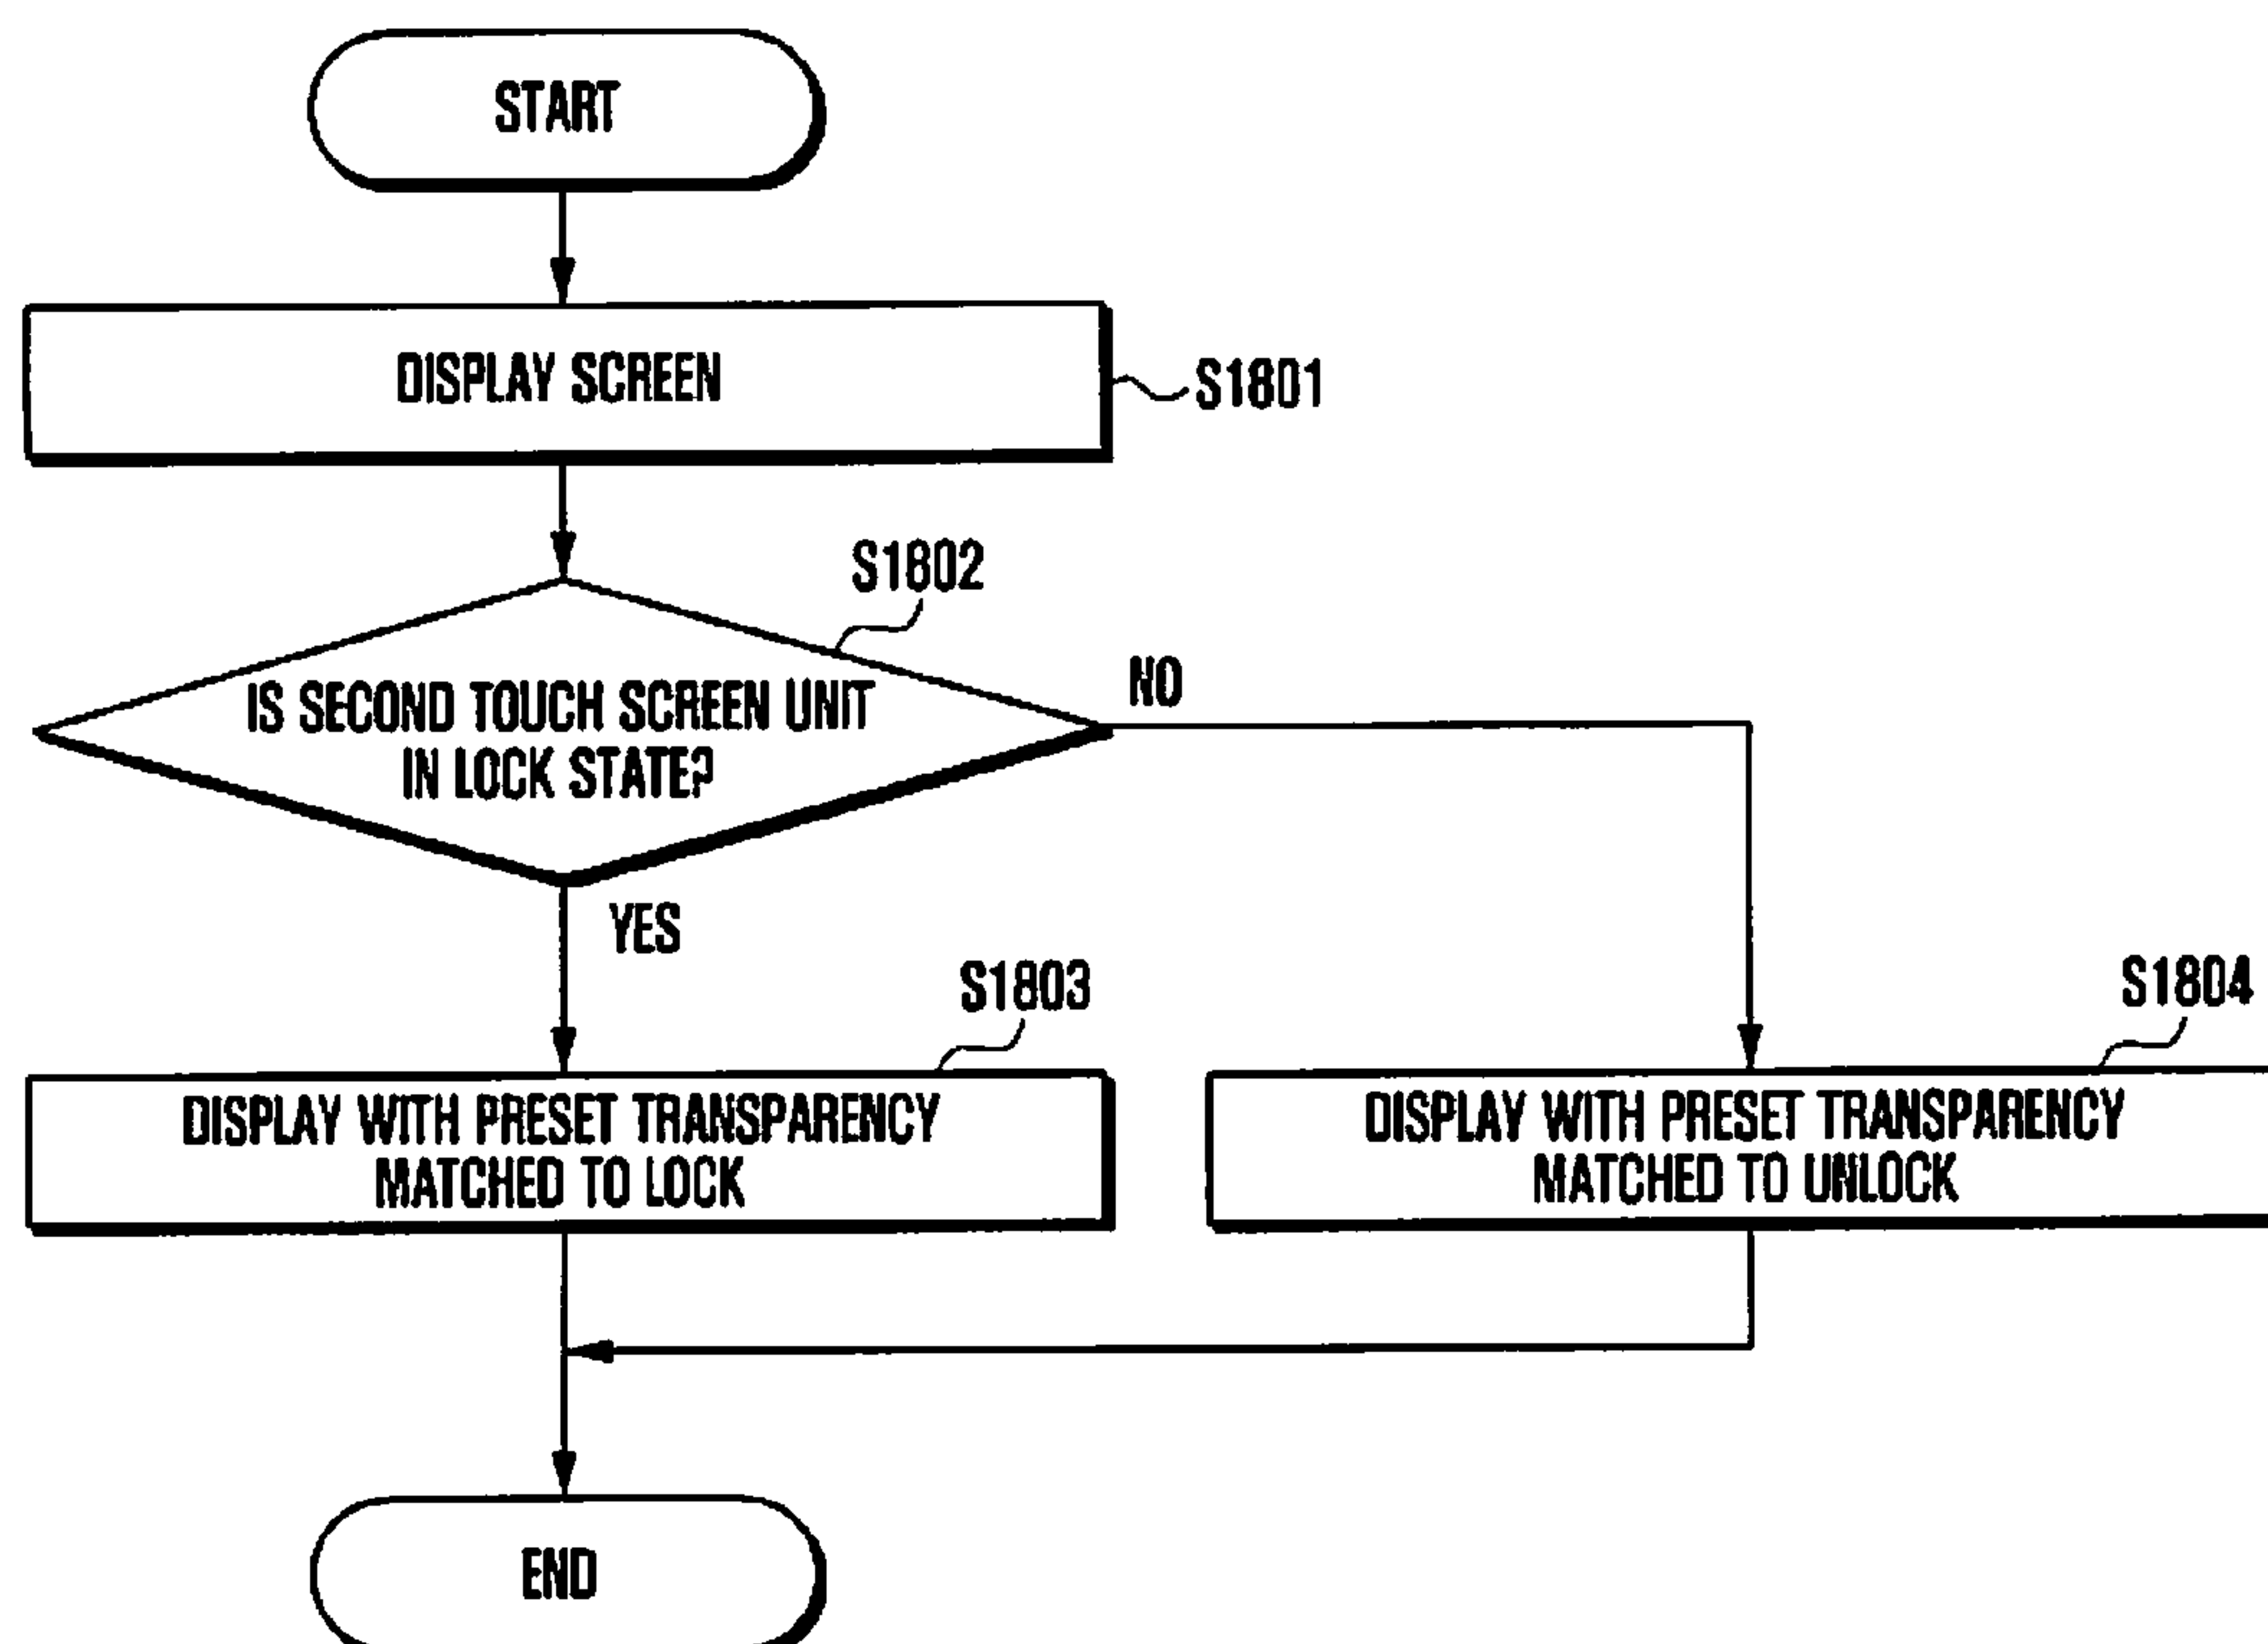 START
DISPLAY SCREEN
S1801
S1802
IS SECOND TOUCH SCREEN UNIT
IN LOCK STATE?
NO
YES
S1803
S1804
DISPLAY WITH PRESET TRANSPARENCY
MATCHED TO LOCK
DISPLAY WITH PRESET TRANSPARENCY
MATCHED TO UNLOCK
END